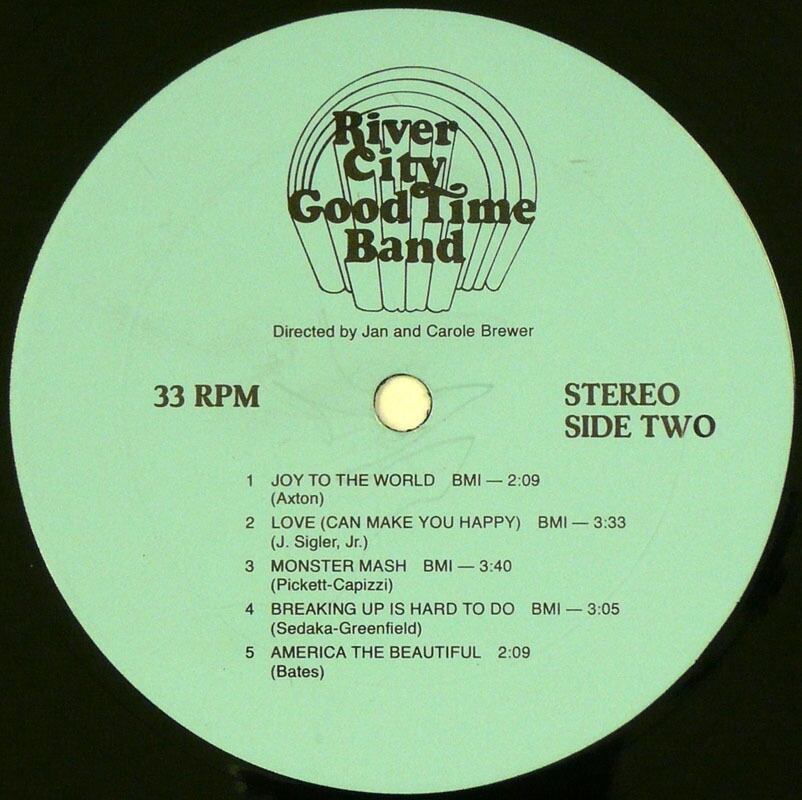 River
City
Good Time
Band
Directed by Jan and Carole Brewer
33 RPM
STEREO
SIDE TWO
1 JOY TO THE WORLD BMI — 2:09
(Axton)
2 LOVE (CAN MAKE YOU HAPPY) BMI — 3:33
(J. Sigler, Jr.)
3 MONSTER MASH BMI — 3:40
(Pickett-Capizzi)
4 BREAKING UP IS HARD TO DO BMI — 3:05
(Sedaka-Greenfield)
5 AMERICA THE BEAUTIFUL 2:09
(Bates)